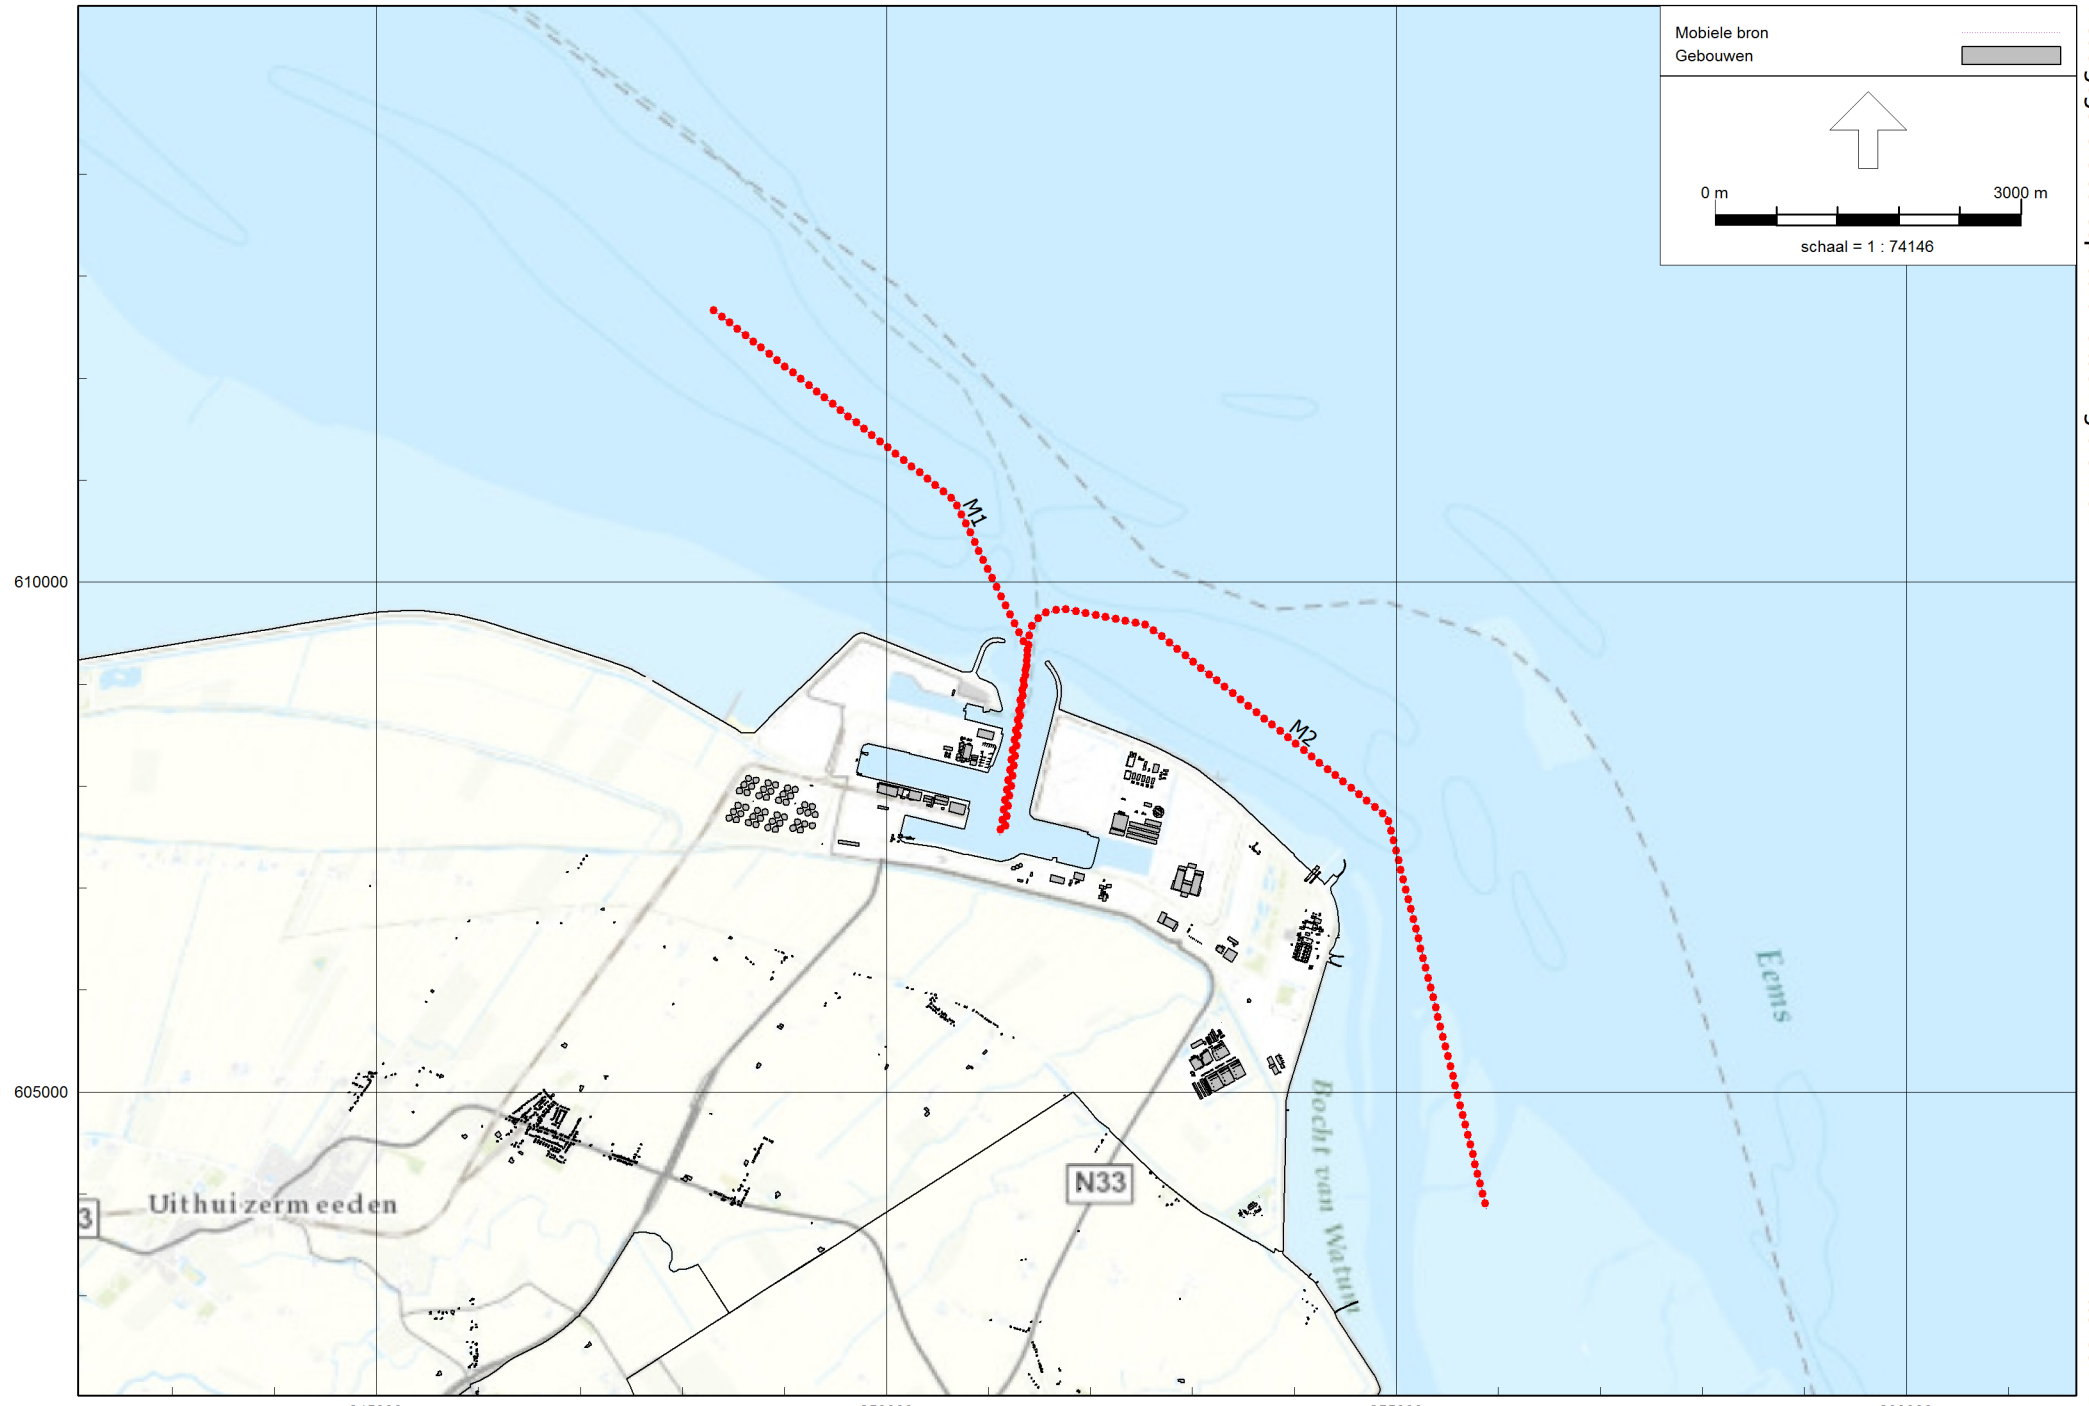 Mobiele bron
Gebouwen
0 m 3000 m
schaal = 1 : 74146
M1
610000
M2
Eems
605000
Bocht van Watum
N33
3
Uithuizermeeden